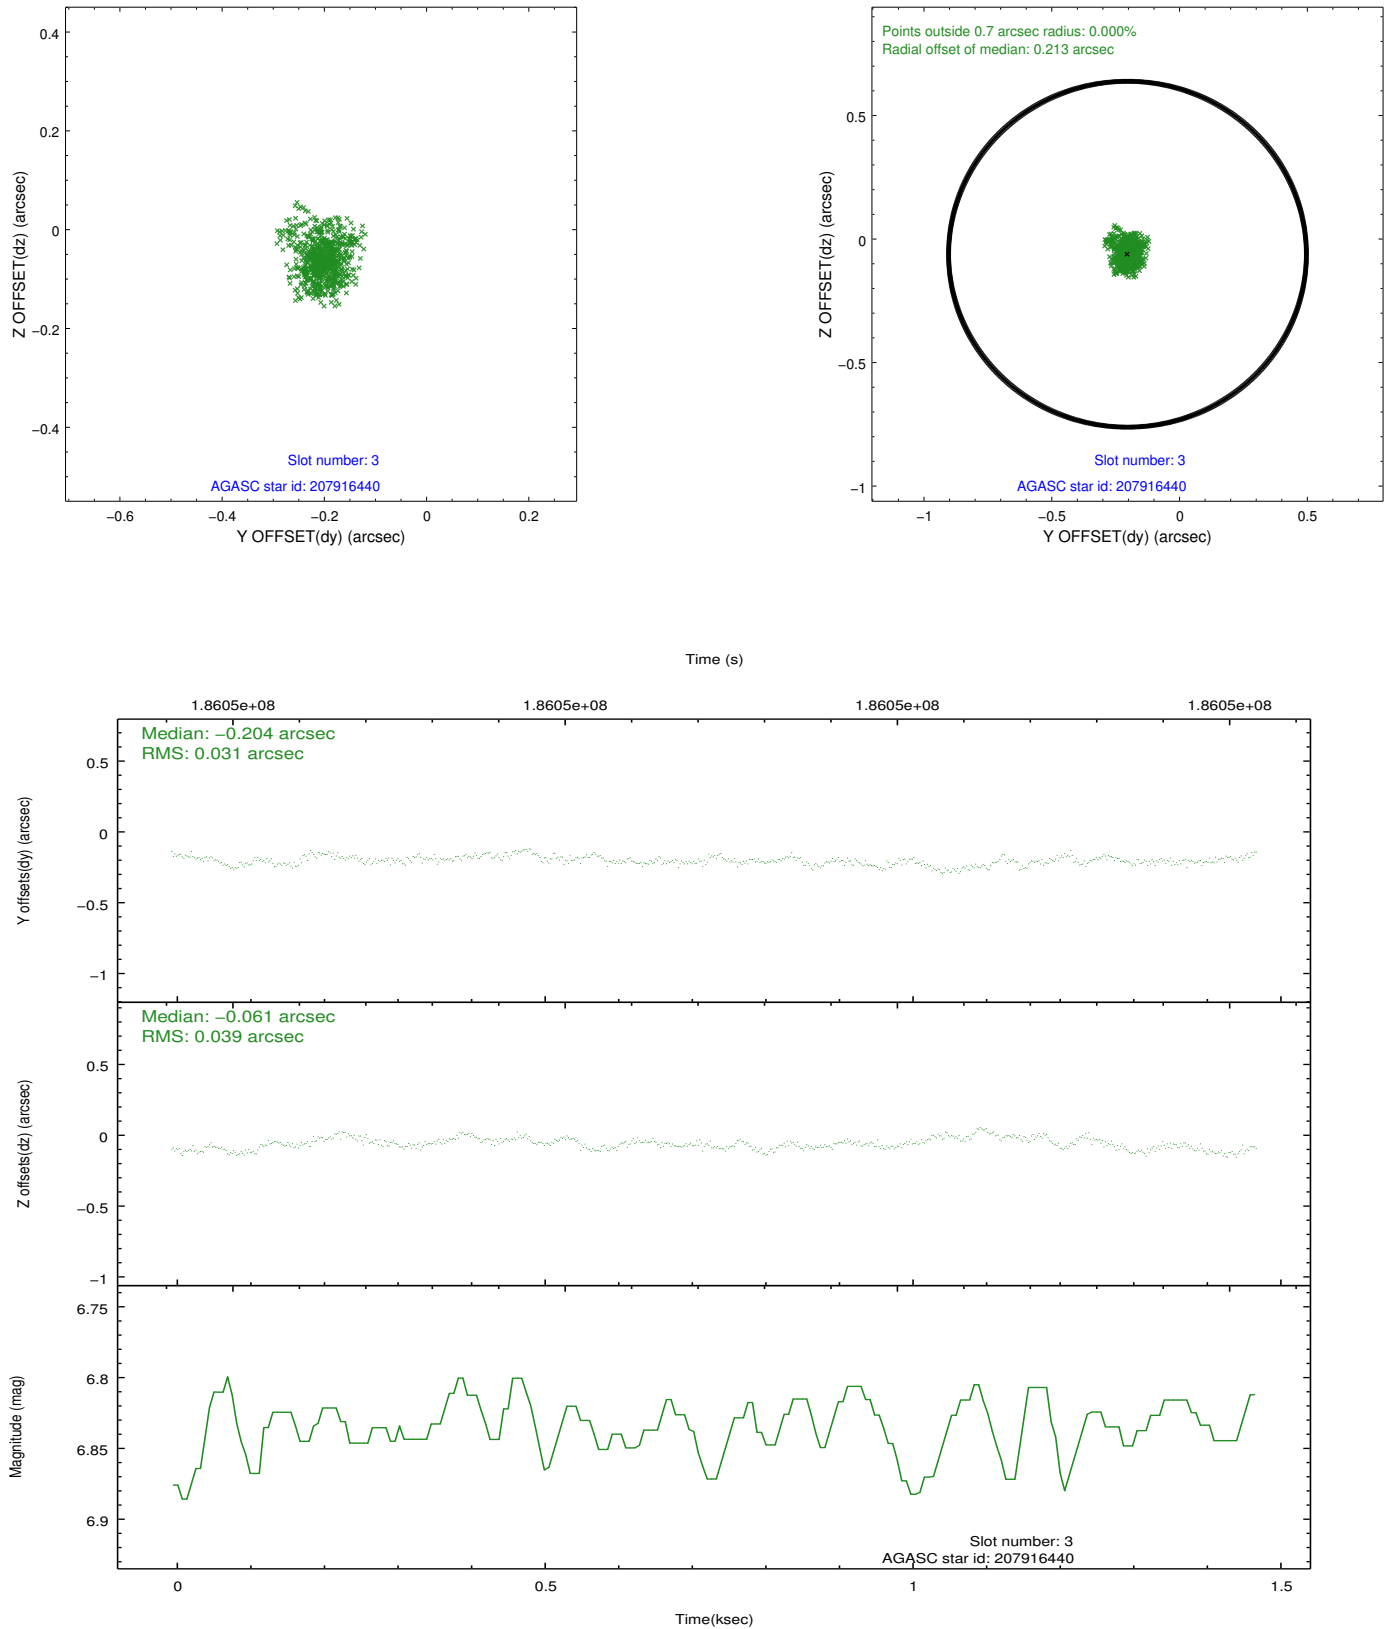 0.4
0.2
0
−0.2
−0.4
Z OFFSET(dz) (arcsec)
Slot number: 3
AGASC star id: 207916440
−0.6
−0.4
−0.2
0
0.2
Y OFFSET(dy) (arcsec)
Points outside 0.7 arcsec radius: 0.000%
Radial offset of median: 0.213 arcsec
0.5
0
−0.5
−1
Z OFFSET(dz) (arcsec)
Slot number: 3
AGASC star id: 207916440
−1
−0.5
0
0.5
Y OFFSET(dy) (arcsec)
Time (s)
1.8605e+08
1.8605e+08
1.8605e+08
1.8605e+08
Median: −0.204 arcsec
RMS: 0.031 arcsec
0.5
0
−0.5
−1
Y offsets(dy) (arcsec)
Median: −0.061 arcsec
RMS: 0.039 arcsec
0.5
0
−0.5
−1
Z offsets(dz) (arcsec)
6.75
6.8
6.85
6.9
Magnitude (mag)
Slot number: 3
AGASC star id: 207916440
0
0.5
1
1.5
Time(ksec)